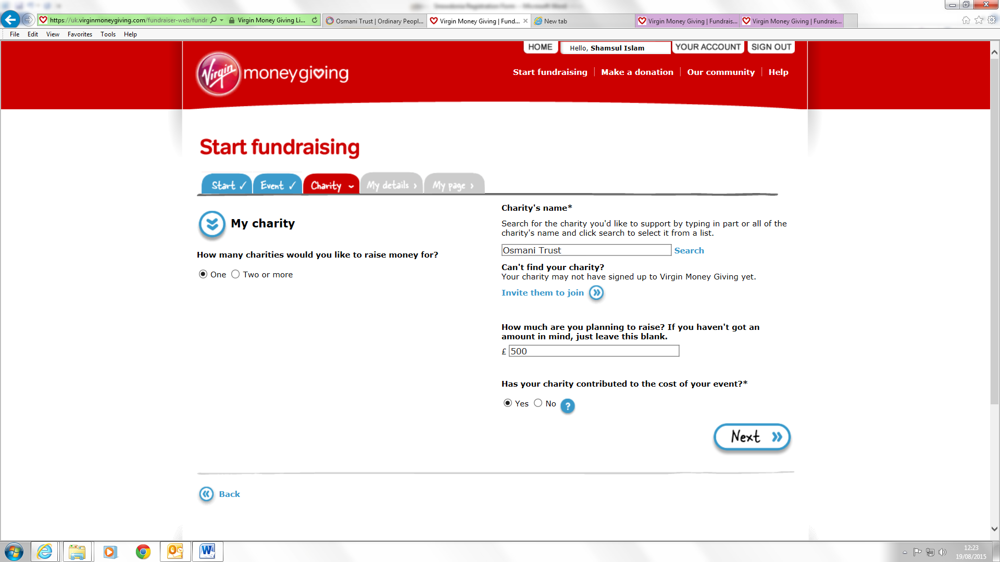 Snowdonia Registration Form - Microsoft Word
https://uk.virginmoneygiving.com/fundraiser-web/fundr
Virgin Money Giving Li...
Osmani Trust | Ordinary Peopl...
Virgin Money Giving | Fund...
New tab
Virgin Money Giving | Fundrais...
Virgin Money Giving | Fundrais...
File Edit View Favorites Tools Help
HOME
Hello, Shamsul Islam
YOUR ACCOUNT
SIGN OUT
Virgin moneygiving
Start fundraising | Make a donation | Our community | Help
Start fundraising
Start ✓ Event ✓ Charity My details › My page ›
My charity
How many charities would you like to raise money for?
One Two or more
Charity's name*
Search for the charity you'd like to support by typing in part or all of the
charity's name and click search to select it from a list.
Osmani Trust Search
Can't find your charity?
Your charity may not have signed up to Virgin Money Giving yet.
Invite them to join »
How much are you planning to raise? If you haven't got an
amount in mind, just leave this blank.
£ 500
Has your charity contributed to the cost of your event?*
Yes No ?
Next »
« Back
12:23
19/08/2015